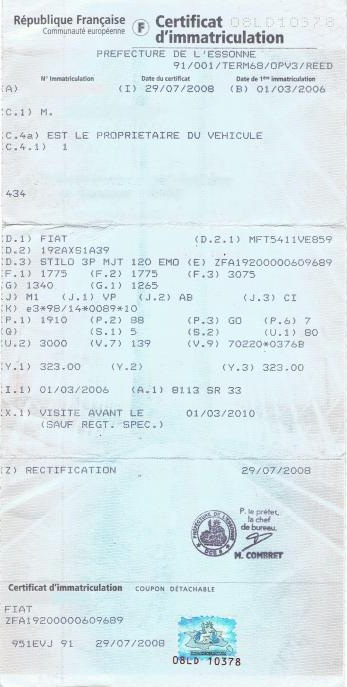 République Française
Communauté européenne
F
Certificat d'immatriculation
08LD10378
PREFECTURE DE L'ESSONNE
91/001/TERM68/OPV3/REED
N° Immatriculation Date du certificat Date de 1ère immatriculation
(A) (I) 29/07/2008 (B) 01/03/2006
(C.1) M.
(C.4a) EST LE PROPRIETAIRE DU VEHICULE
(C.4.1) 1
434
(D.1) FIAT (D.2.1) MFT5411VE859
(D.2) 192AXS1A39
(D.3) STILO 3P MJT 120 EMO (E) ZFA19200000609689
(F.1) 1775 (F.2) 1775 (F.3) 3075
(G) 1340 (G.1) 1265
(J) M1 (J.1) VP (J.2) AB (J.3) CI
(K) e3*98/14*0089*10
(P.1) 1910 (P.2) 88 (P.3) GO (P.6) 7
(Q) (S.1) 5 (S.2) (U.1) 80
(U.2) 3000 (V.7) 139 (V.9) 70220*0376B
(Y.1) 323.00 (Y.2) (Y.3) 323.00
(I.1) 01/03/2006 (A.1) 8113 SR 33
(X.1) VISITE AVANT LE 01/03/2010
(SAUF REGT. SPEC.)
(Z) RECTIFICATION 29/07/2008
P. le préfet,
la chef
de bureau.
PREFECTURE DE L'ESSONNE
M. COMBRET
Certificat d'immatriculation COUPON DÉTACHABLE
FIAT
ZFA19200000609689
951EVJ 91 29/07/2008
08LD 10378